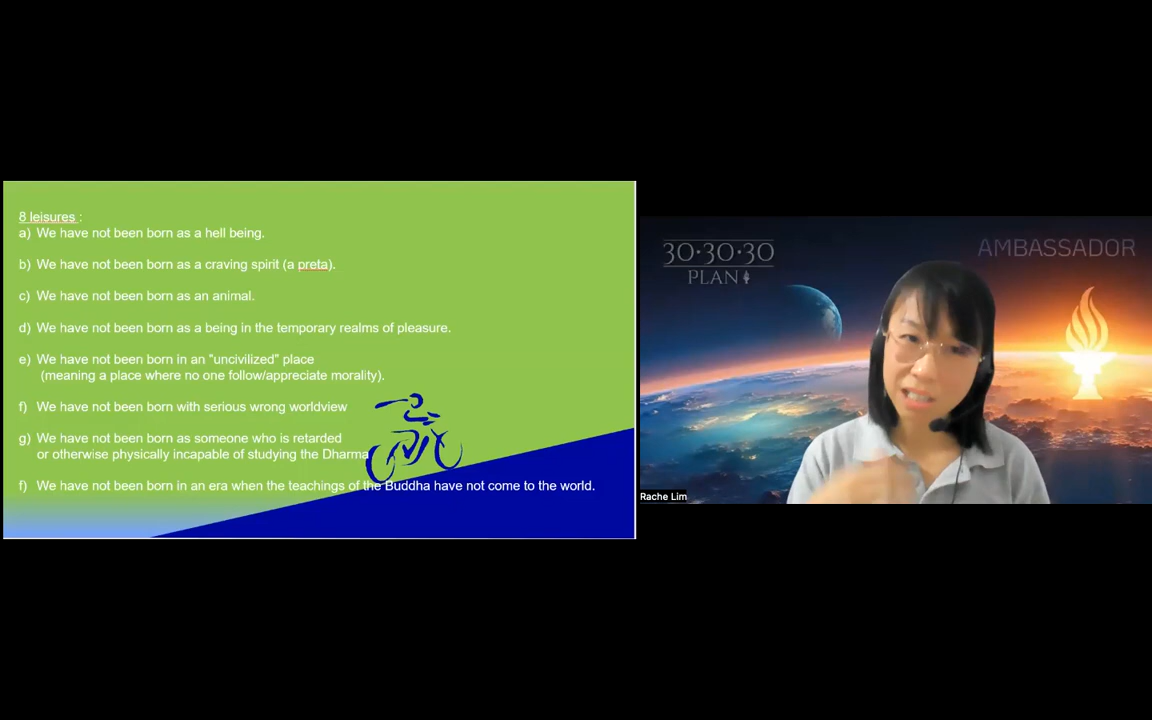 8 leisures :
a) We have not been born as a hell being.
b) We have not been born as a craving spirit (a preta).
c) We have not been born as an animal.
d) We have not been born as a being in the temporary realms of pleasure.
e) We have not been born in an "uncivilized" place
(meaning a place where no one follow/appreciate morality).
f) We have not been born with serious wrong worldview
g) We have not been born as someone who is retarded
or otherwise physically incapable of studying the Dharma
f) We have not been born in an era when the teachings of the Buddha have not come to the world.
30·30·30
PLAN
AMBASSADOR
Rache Lim